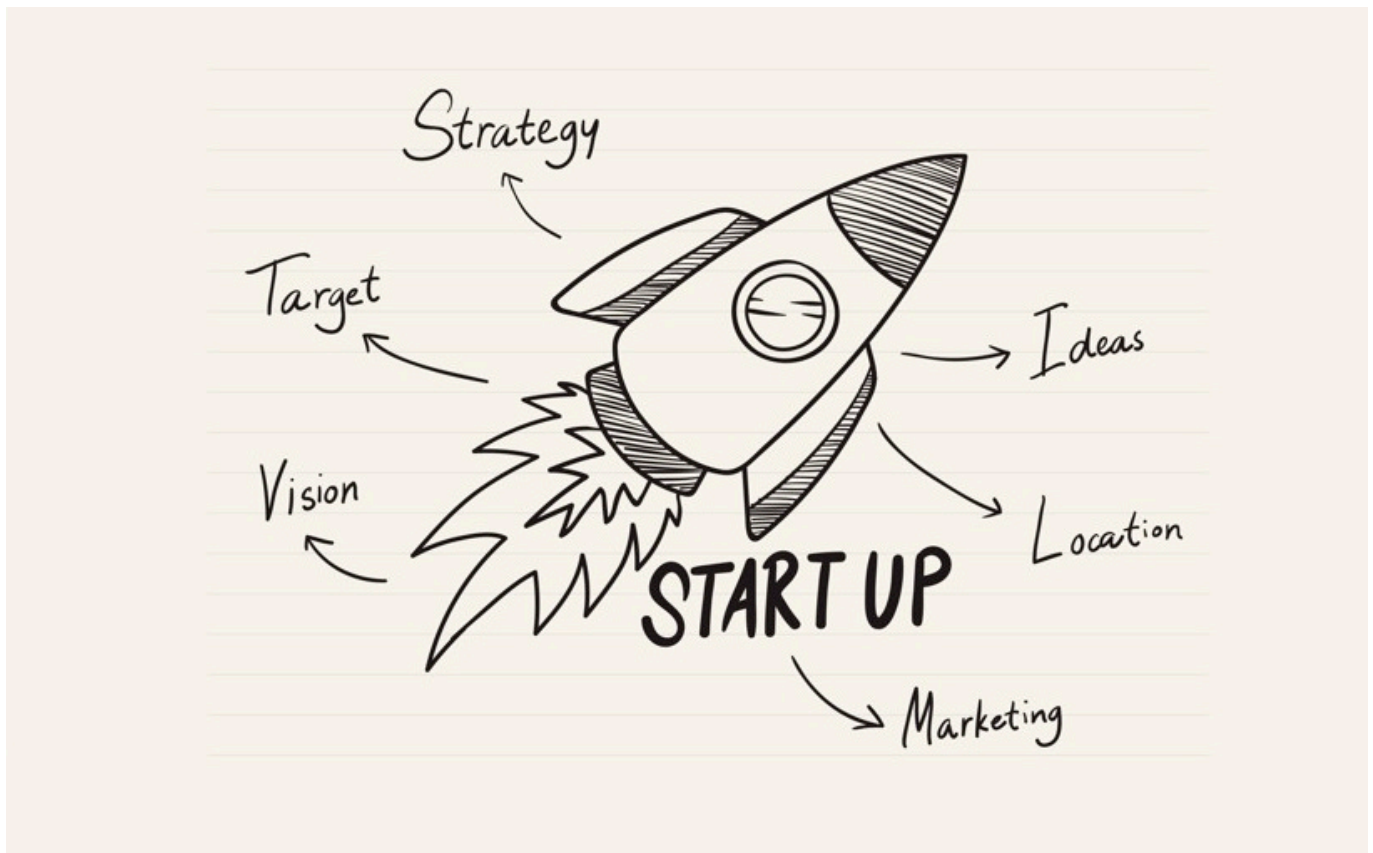 Strategy
Target
Ideas
Vision
Location
START UP
Marketing